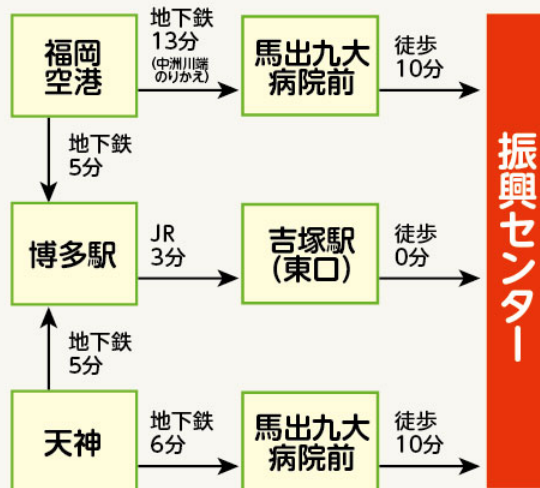 福岡
空港
地下鉄
13分
(中洲川端
のりかえ)
馬出九大
病院前
徒歩
10分
地下鉄
5分
博多駅
JR
3分
吉塚駅
(東口)
徒歩
0分
地下鉄
5分
天神
地下鉄
6分
馬出九大
病院前
徒歩
10分
振興センター